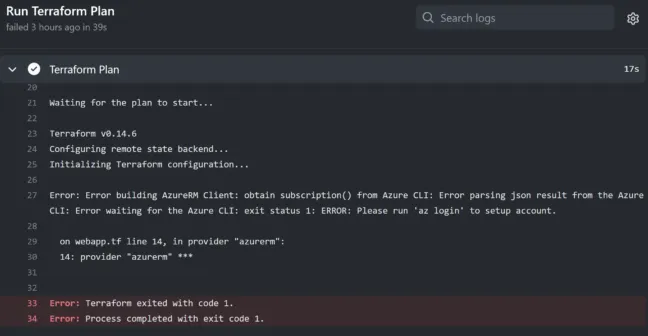 Run Terraform Plan
failed 3 hours ago in 39s
Search logs
Terraform Plan
17s
20
21 Waiting for the plan to start...
22
23 Terraform v0.14.6
24 Configuring remote state backend...
25 Initializing Terraform configuration...
26
27 Error: Error building AzureRM Client: obtain subscription() from Azure CLI: Error parsing json result from the Azure
CLI: Error waiting for the Azure CLI: exit status 1: ERROR: Please run 'az login' to setup account.
28
29 on webapp.tf line 14, in provider "azurerm":
30 14: provider "azurerm" ***
31
32
33 Error: Terraform exited with code 1.
34 Error: Process completed with exit code 1.